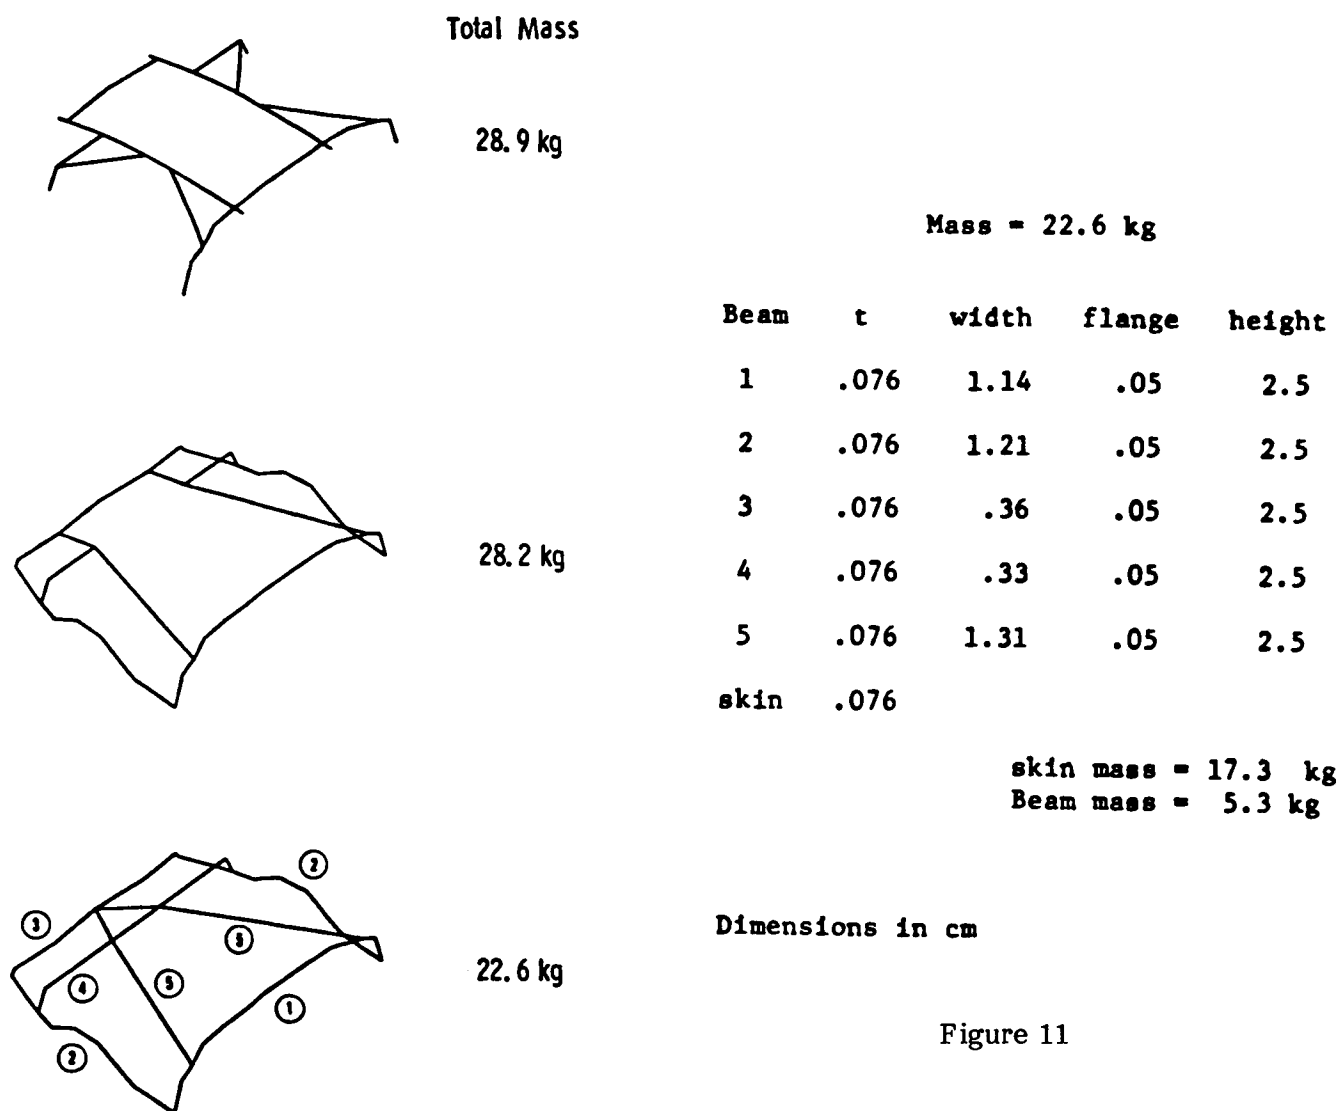 Total Mass
28.9 kg
Mass = 22.6 kg
Beam t width flange height
1 .076 1.14 .05 2.5
2 .076 1.21 .05 2.5
3 .076 .36 .05 2.5
4 .076 .33 .05 2.5
5 .076 1.31 .05 2.5
skin .076
28.2 kg
skin mass = 17.3 kg
Beam mass = 5.3 kg
2
3
5
4
5
1
2
22.6 kg
Dimensions in cm
Figure 11